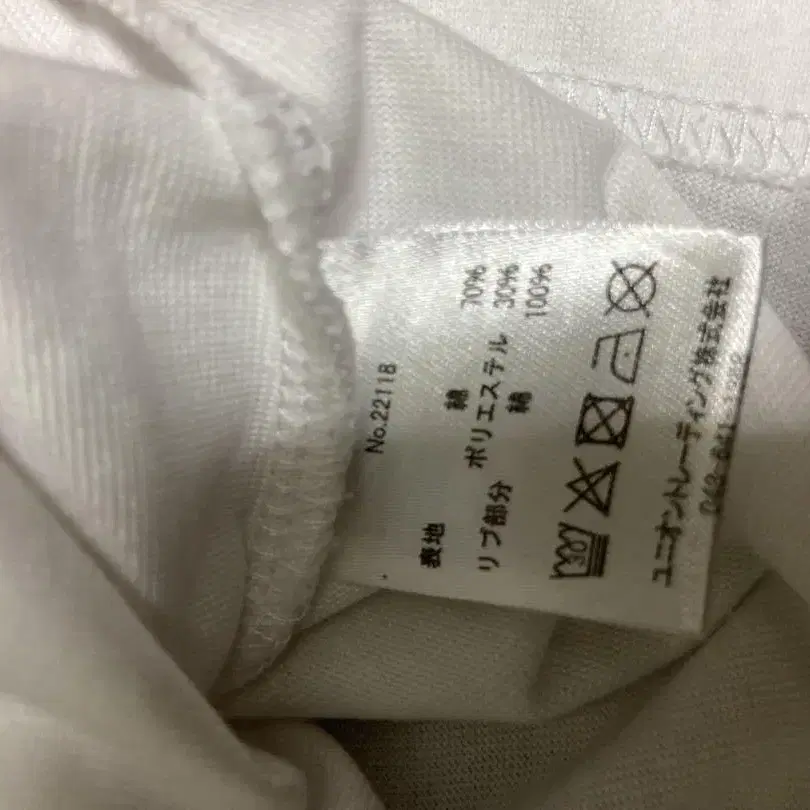 No.22118
表地 綿 70%
ポリエステル 30%
リブ部分 綿 100%
30
ユニオントレーディング株式会社